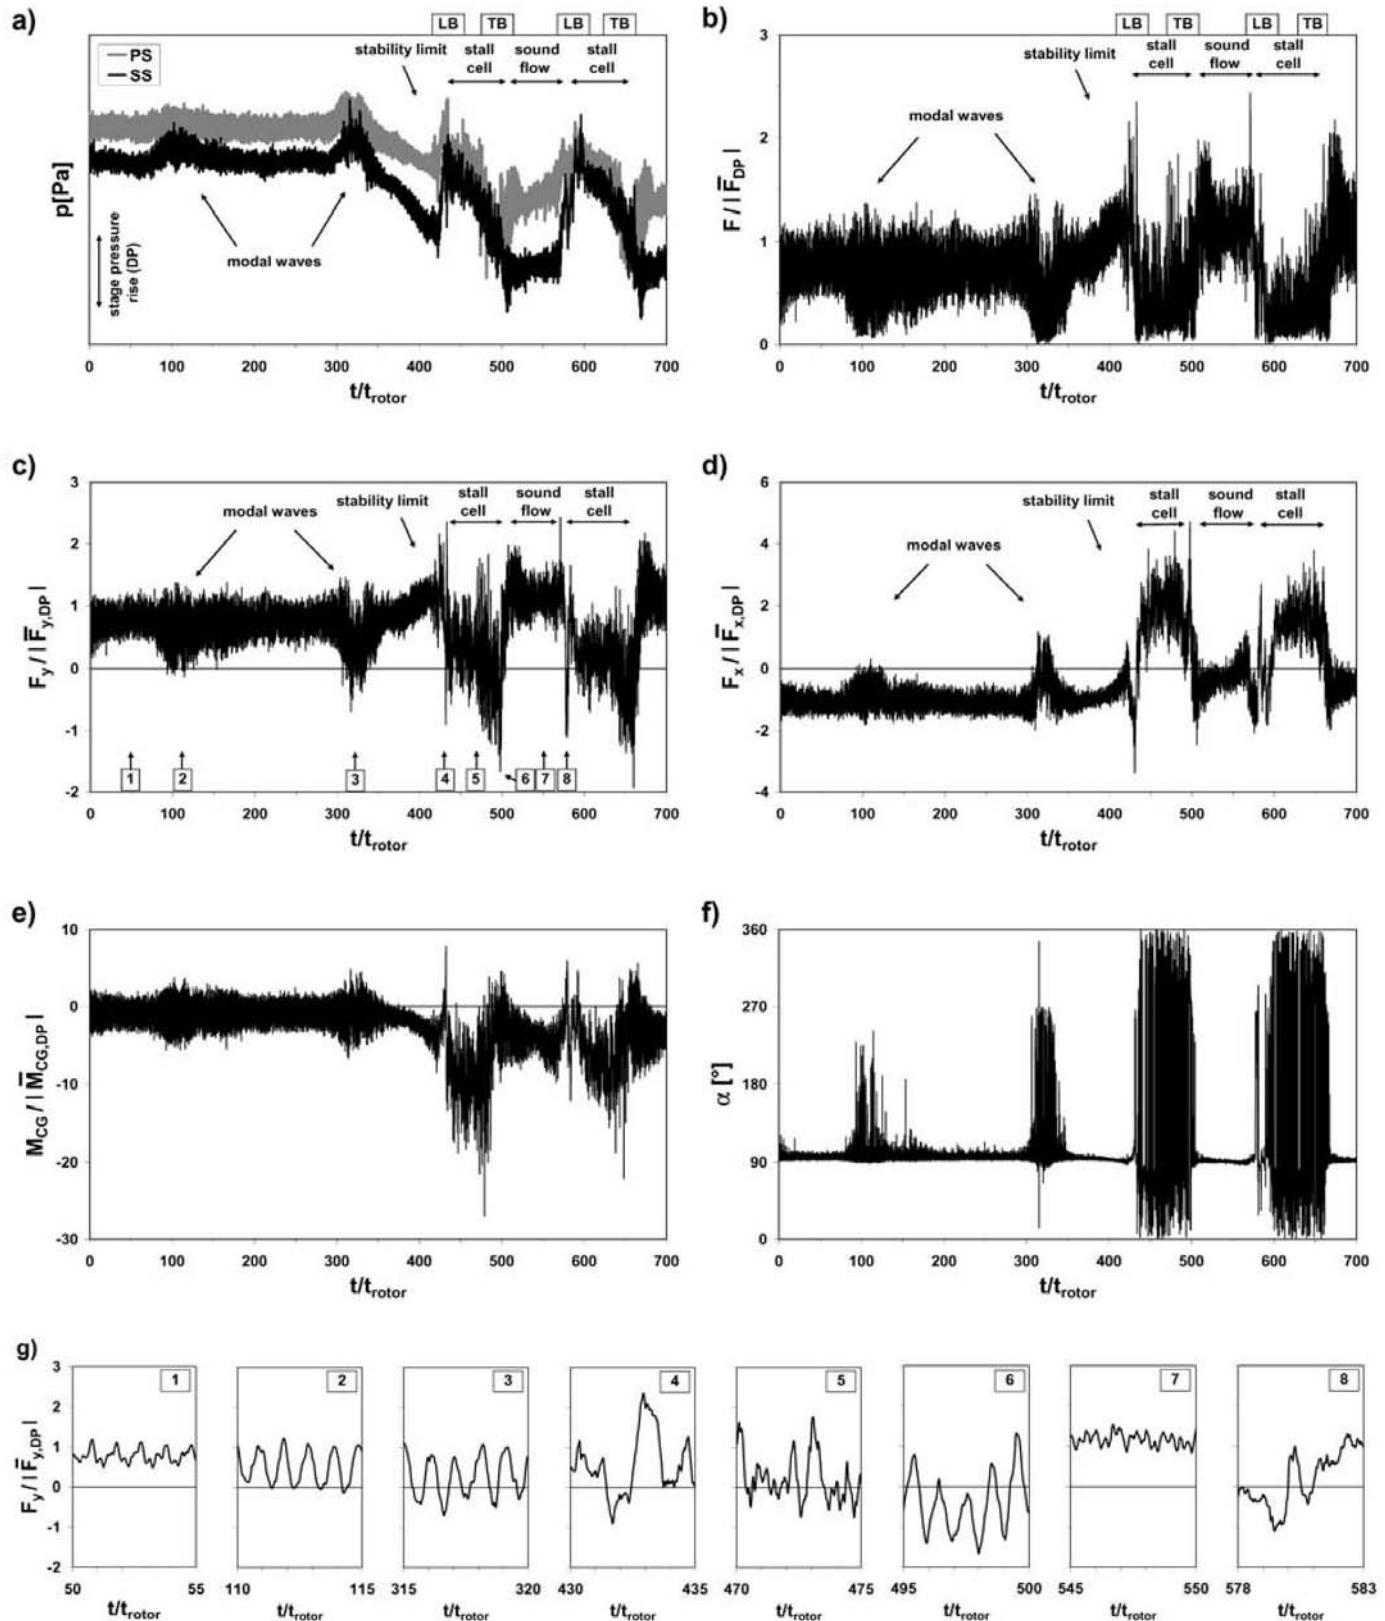 a)
LB TB LB TB
PS
SS
stability limit
stall cell
sound flow
stall cell
p[Pa]
stage pressure rise (DP)
modal waves
0 100 200 300 400 500 600 700
t/t_rotor
b)
LB TB LB TB
3
2
1
0
stability limit
stall cell
sound flow
stall cell
modal waves
F / | F̅_DP |
0 100 200 300 400 500 600 700
t/t_rotor
c)
3
2
1
0
-1
-2
modal waves
stability limit
stall cell
sound flow
stall cell
F_y / | F̅_y,DP |
1 2 3 4 5 6 7 8
0 100 200 300 400 500 600 700
t/t_rotor
d)
6
4
2
0
-2
-4
stability limit
stall cell
sound flow
stall cell
modal waves
F_x / | F̅_x,DP |
0 100 200 300 400 500 600 700
t/t_rotor
e)
10
0
-10
-20
-30
M_CG / | M̅_CG,DP |
0 100 200 300 400 500 600 700
t/t_rotor
f)
360
270
180
90
0
α [°]
0 100 200 300 400 500 600 700
t/t_rotor
g)
3
2
1
0
-1
-2
F_y / | F̅_y,DP |
1 2 3 4 5 6 7 8
50 55 110 115 315 320 430 435 470 475 495 500 545 550 578 583
t/t_rotor t/t_rotor t/t_rotor t/t_rotor t/t_rotor t/t_rotor t/t_rotor t/t_rotor